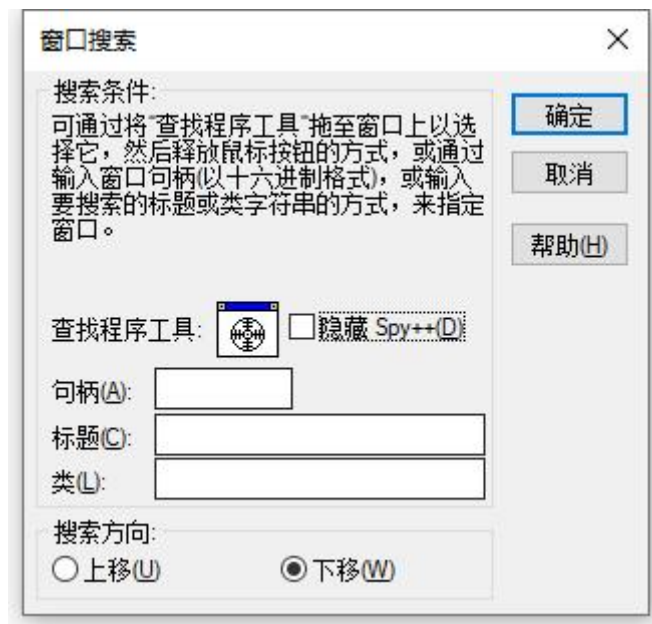 窗口搜索
搜索条件:
可通过将"查找程序工具"拖至窗口上以选
择它，然后释放鼠标按钮的方式，或通过
输入窗口句柄(以十六进制格式)，或输入
要搜索的标题或类字符串的方式，来指定
窗口。
确定
取消
帮助(H)
查找程序工具:
隐藏 Spy++(D)
句柄(A):
标题(C):
类(L):
搜索方向:
上移(U)
下移(W)